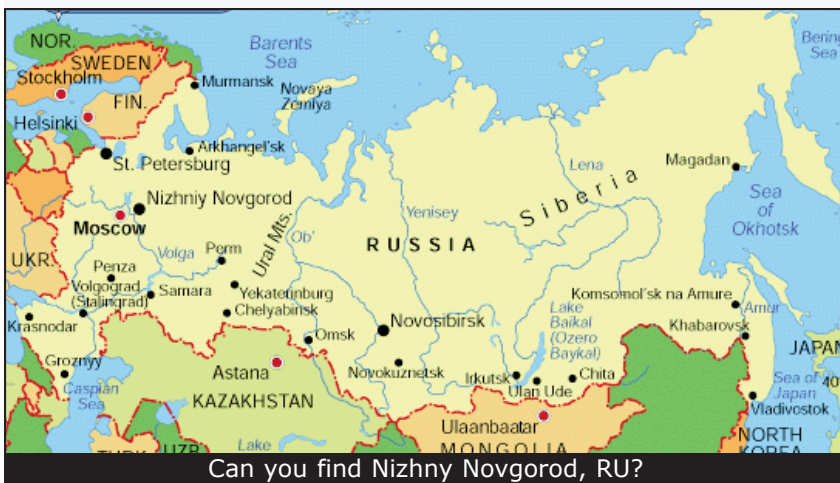 NOR.
SWEDEN
Stockholm
FIN.
Helsinki
Barents
Sea
Murmansk
Novaya
Zemlya
Bering
Sea
Arkhangel'sk
St. Petersburg
Nizhniy Novgorod
Moscow
UKR.
Volga
Perm
Ural Mts.
Ob'
Yenisey
Lena
Siberia
RUSSIA
Magadan
Sea
of
Okhotsk
Penza
Volgograd
(Stalingrad)
Samara
Yekaterinburg
Chelyabinsk
Krasnodar
Groznyy
Caspian
Sea
Omsk
Novosibirsk
Novokuznetsk
Astana
KAZAKHSTAN
Lake
Baikal
(Ozero
Baykal)
Irkutsk
Ulan Ude
Chita
Komsomol'sk na Amure
Amur
Khabarovsk
JAPAN
Sea of
Japan
40°
Vladivostok
NORTH
KOREA
Ulaanbaatar
MONGOLIA
TURK.
UZB.
Lake
Can you find Nizhny Novgorod, RU?